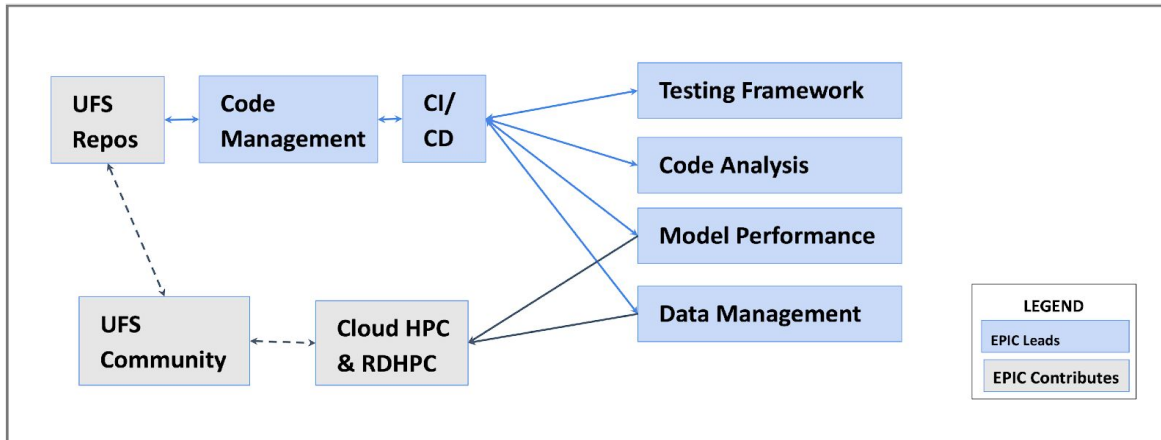 UFS
Repos
Code
Management
CI/
CD
Testing Framework
Code Analysis
Model Performance
Data Management
UFS
Community
Cloud HPC
& RDHPC
LEGEND
EPIC Leads
EPIC Contributes